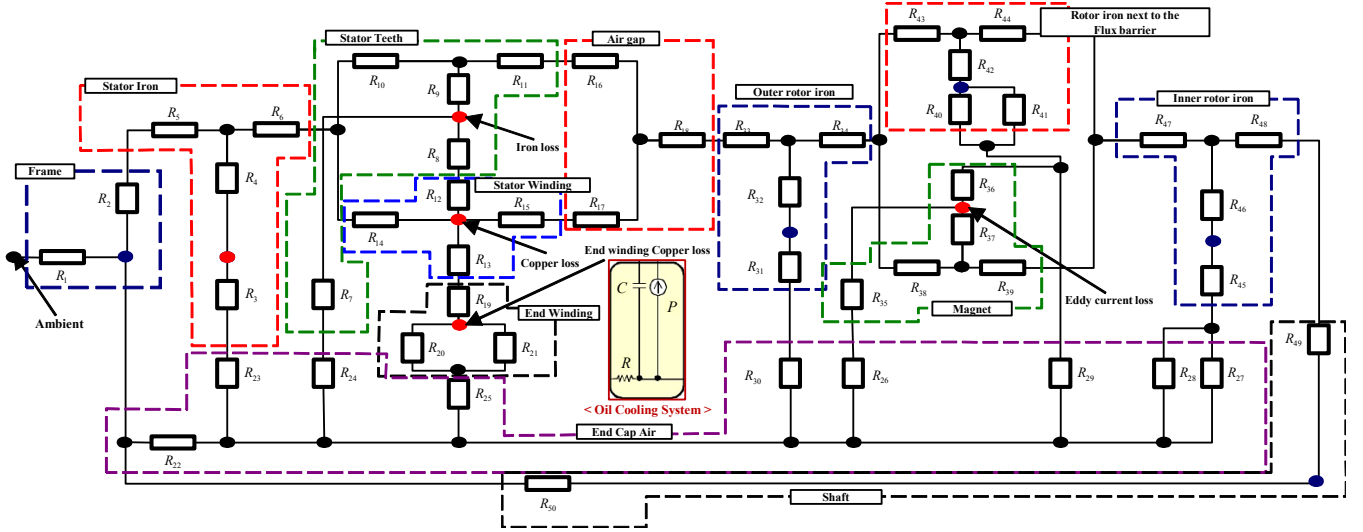 R43
R44
Rotor iron next to the
Flux barrier
Stator Teeth
Air gap
R10
R11
R16
R9
R42
Stator Iron
R5
R6
Outer rotor iron
Inner rotor iron
R40
R41
R18
R33
R34
R47
R48
Iron loss
R8
Frame
R4
R2
R12
Stator Winding
R15
R17
R14
R32
R36
R46
R37
R1
Copper loss
End winding Copper loss
R13
R31
R38
R39
R45
Eddy current loss
Ambient
R3
R7
R19
C
P
R35
Magnet
End Winding
R20
R21
R
R49
R23
R24
R25
R30
R26
R29
R28
R27
< Oil Cooling System >
End Cap Air
R22
R50
Shaft